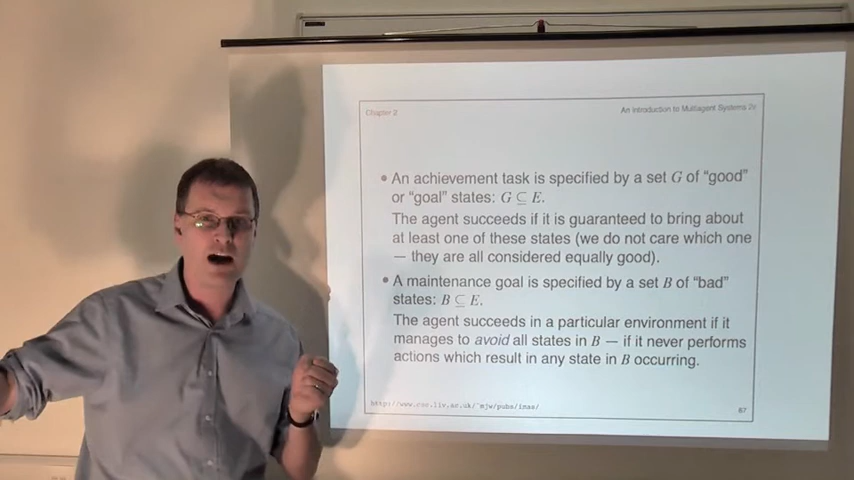 Chapter 2
An Introduction to Multiagent Systems 2e
• An achievement task is specified by a set G of “good”
or “goal” states: G ⊆ E.
The agent succeeds if it is guaranteed to bring about
at least one of these states (we do not care which one
— they are all considered equally good).
• A maintenance goal is specified by a set B of “bad”
states: B ⊆ E.
The agent succeeds in a particular environment if it
manages to avoid all states in B — if it never performs
actions which result in any state in B occurring.
http://www.csc.liv.ac.uk/~mjw/pubs/imas/
67